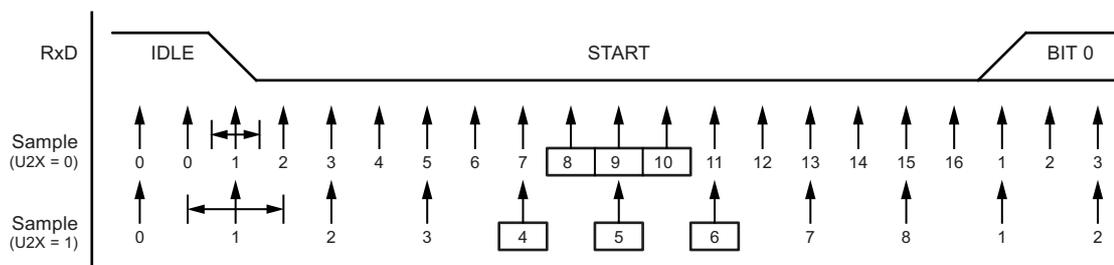 RxD IDLE START BIT 0
Sample
(U2X = 0)
0 0 1 2 3 4 5 6 7 8 9 10 11 12 13 14 15 16 1 2 3
Sample
(U2X = 1)
0 1 2 3 4 5 6 7 8 1 2